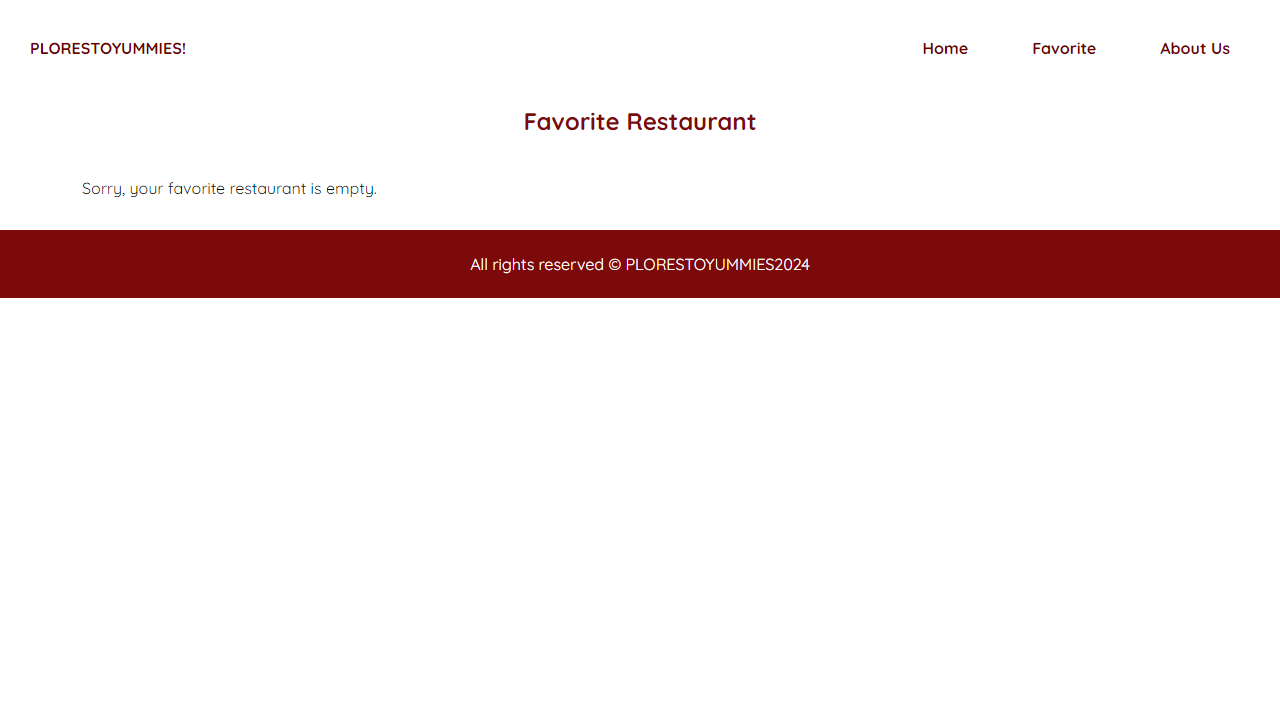 PLORESTOYUMMIES!
Home Favorite About Us
Favorite Restaurant
Sorry, your favorite restaurant is empty.
All rights reserved © PLORESTOYUMMIES2024